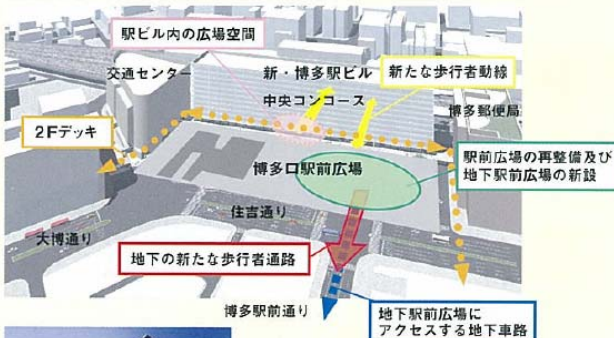 駅ビル内の広場空間
交通センター
新・博多駅ビル
新たな歩行者動線
中央コンコース
博多郵便局
2Fデッキ
駅前広場の再整備及び
地下駅前広場の新設
博多口駅前広場
住吉通り
大博通り
地下の新たな歩行者通路
博多駅前通り
地下駅前広場に
アクセスする地下車路